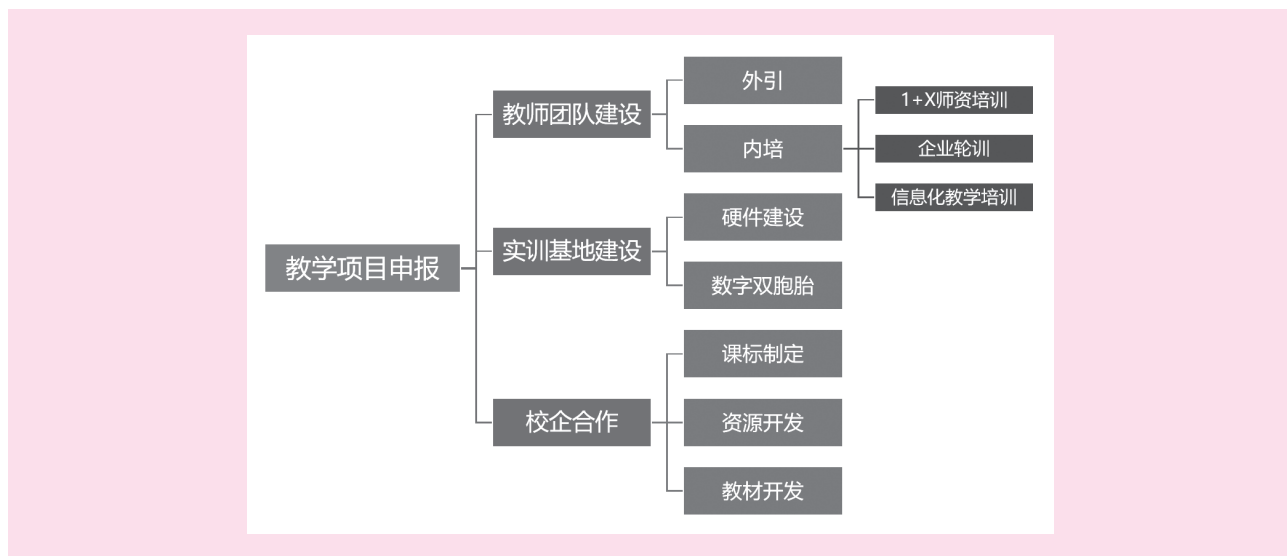 教学项目申报
教师团队建设
外引
内培
1+X师资培训
企业轮训
信息化教学培训
实训基地建设
硬件建设
数字双胞胎
校企合作
课标制定
资源开发
教材开发